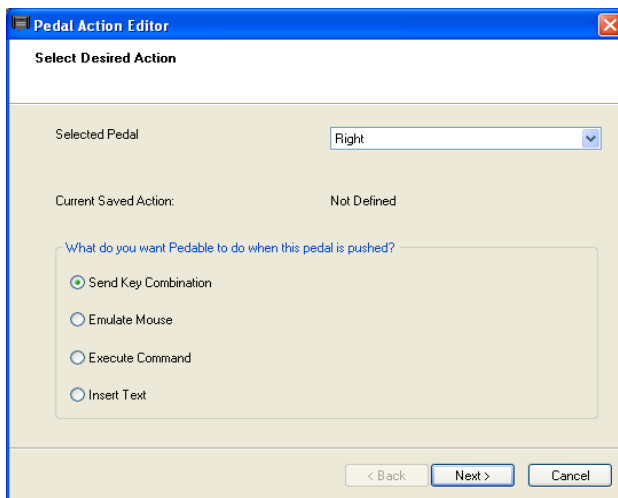 Pedal Action Editor
Select Desired Action
Selected Pedal
Right
Current Saved Action:
Not Defined
What do you want Pedable to do when this pedal is pushed?
Send Key Combination
Emulate Mouse
Execute Command
Insert Text
< Back
Next >
Cancel